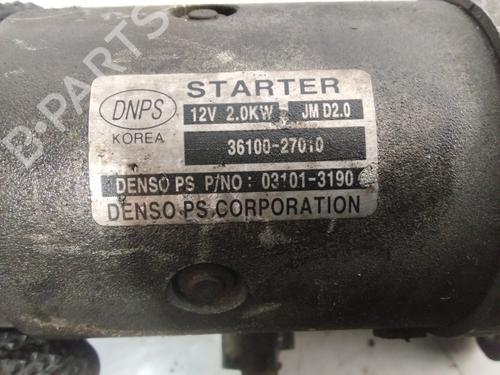 STARTER
DNPS
12V 2.0KW JM D2.0
KOREA
36100-27010
DENSO PS P/NO : 03101-3190
DENSO PS CORPORATION
B-PARTS